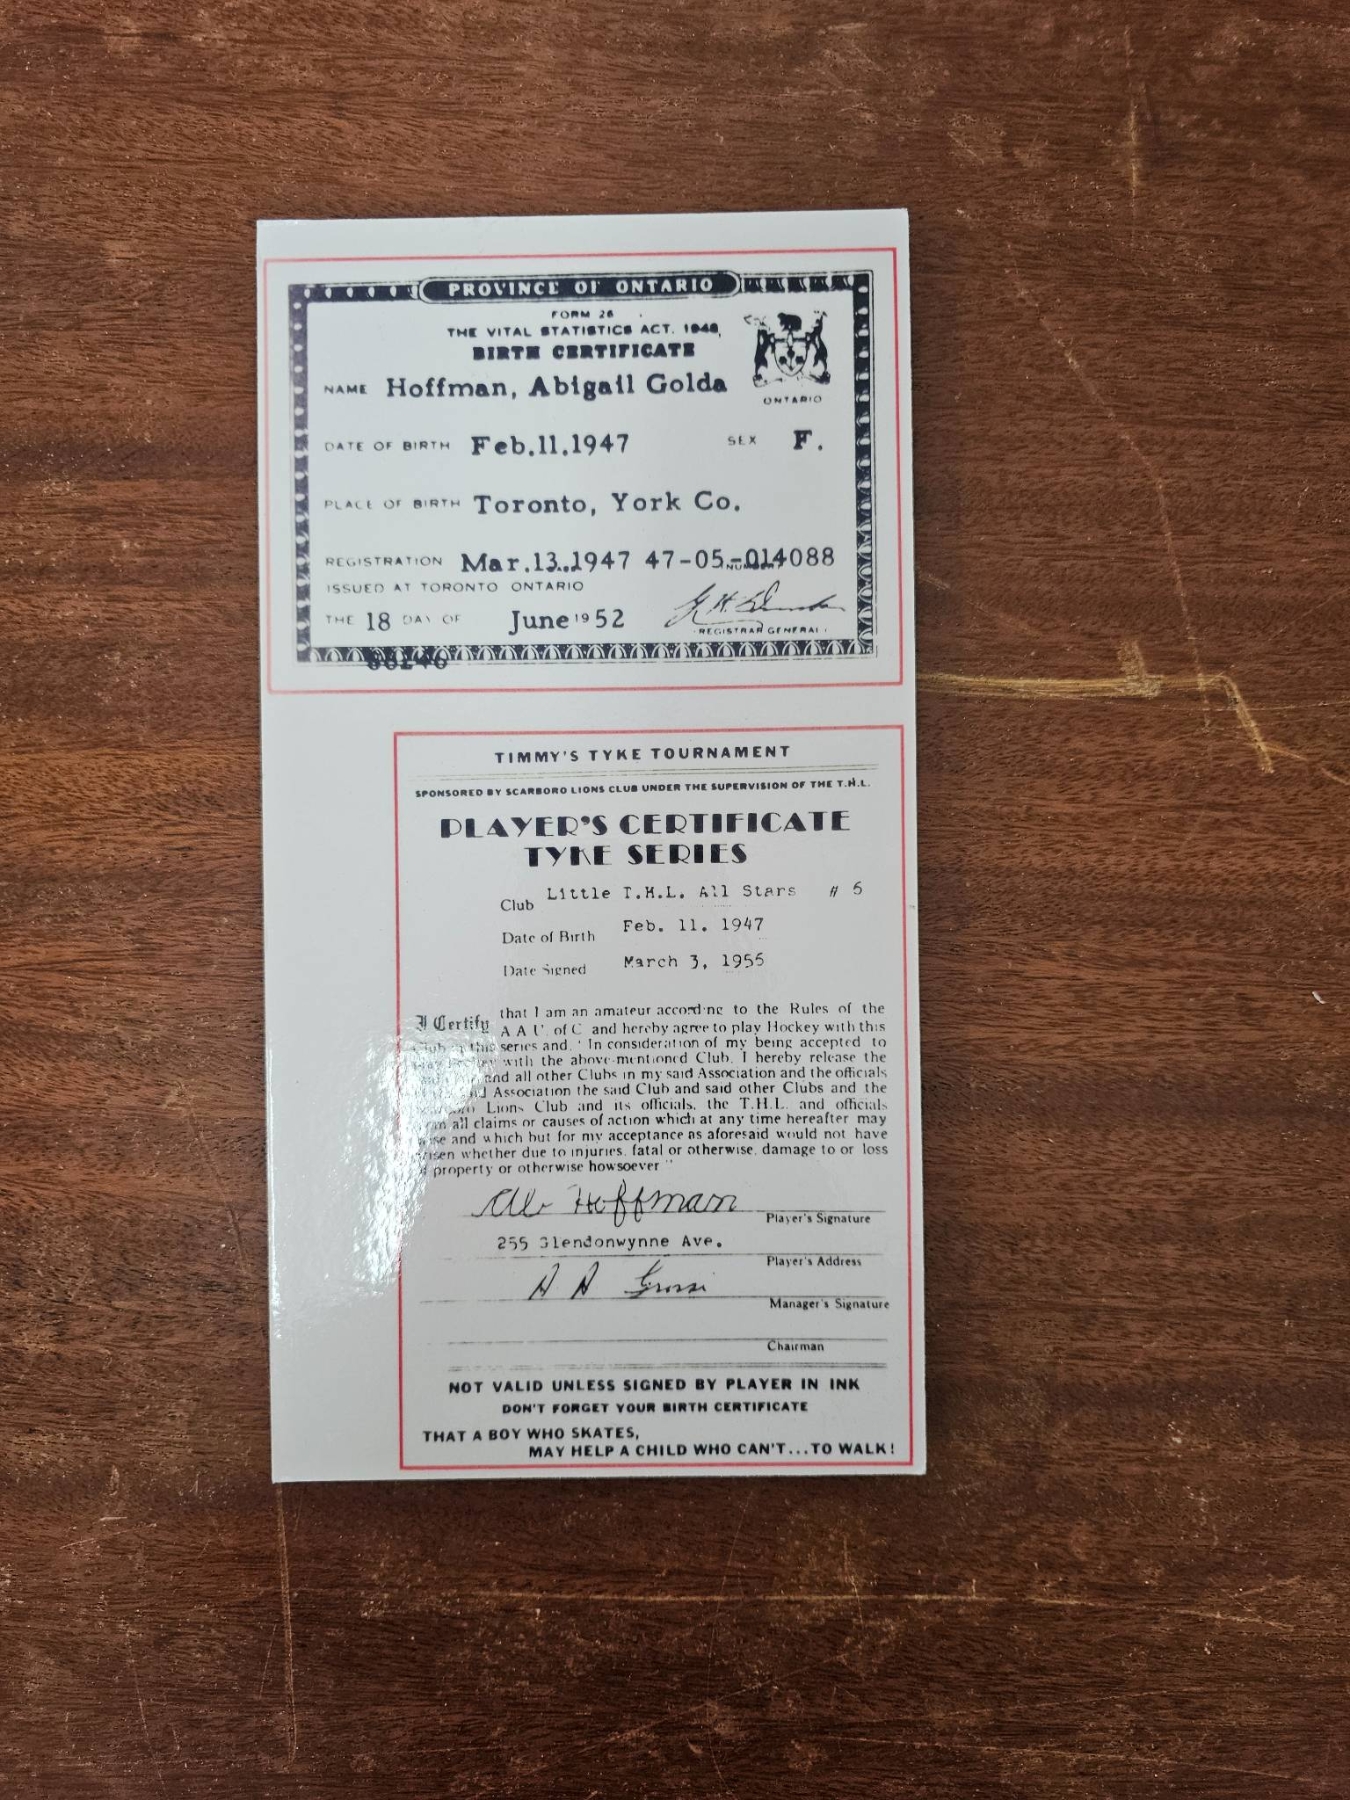 PROVINCE OF ONTARIO
FORM 26
THE VITAL STATISTICS ACT. 1948,
BIRTH CERTIFICATE
NAME Hoffman, Abigail Golda
ONTARIO
DATE OF BIRTH Feb.11.1947 SEX F.
PLACE OF BIRTH Toronto, York Co.
REGISTRATION Mar.13.1947 47-05-014088
ISSUED AT TORONTO ONTARIO
THE 18 DAY OF June 1952
REGISTRAR GENERAL
TIMMY'S TYKE TOURNAMENT
SPONSORED BY SCARBORO LIONS CLUB UNDER THE SUPERVISION OF THE T.H.L.
PLAYER'S CERTIFICATE
TYKE SERIES
Club Little T.H.L. All Stars # 5
Date of Birth Feb. 11. 1947
Date Signed March 3, 1955
I Certify that I am an amateur according to the Rules of the
A A U. of C and hereby agree to play Hockey with this
Club in this series and. "In consideration of my being accepted to
with the above-mentioned Club, I hereby release the
and all other Clubs in my said Association and the officials
Association the said Club and said other Clubs and the
Lions Club and its officials, the T.H.L. and officials
all claims or causes of action which at any time hereafter may
and which but for my acceptance as aforesaid would not have
whether due to injuries, fatal or otherwise, damage to or loss
property or otherwise howsoever"
Ab Hoffman
Player's Signature
255 Glendonwynne Ave.
Player's Address
A A Grossi
Manager's Signature
Chairman
NOT VALID UNLESS SIGNED BY PLAYER IN INK
DON'T FORGET YOUR BIRTH CERTIFICATE
THAT A BOY WHO SKATES,
MAY HELP A CHILD WHO CAN'T...TO WALK!